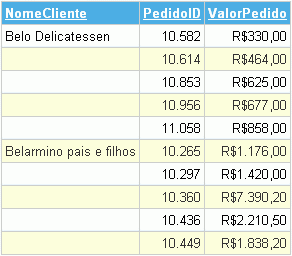 NomeCliente PedidoID ValorPedido
Belo Delicatessen 10.582 R$330,00
10.614 R$464,00
10.853 R$625,00
10.956 R$677,00
11.058 R$858,00
Belarmino pais e filhos 10.265 R$1.176,00
10.297 R$1.420,00
10.360 R$7.390,20
10.436 R$2.210,50
10.449 R$1.838,20